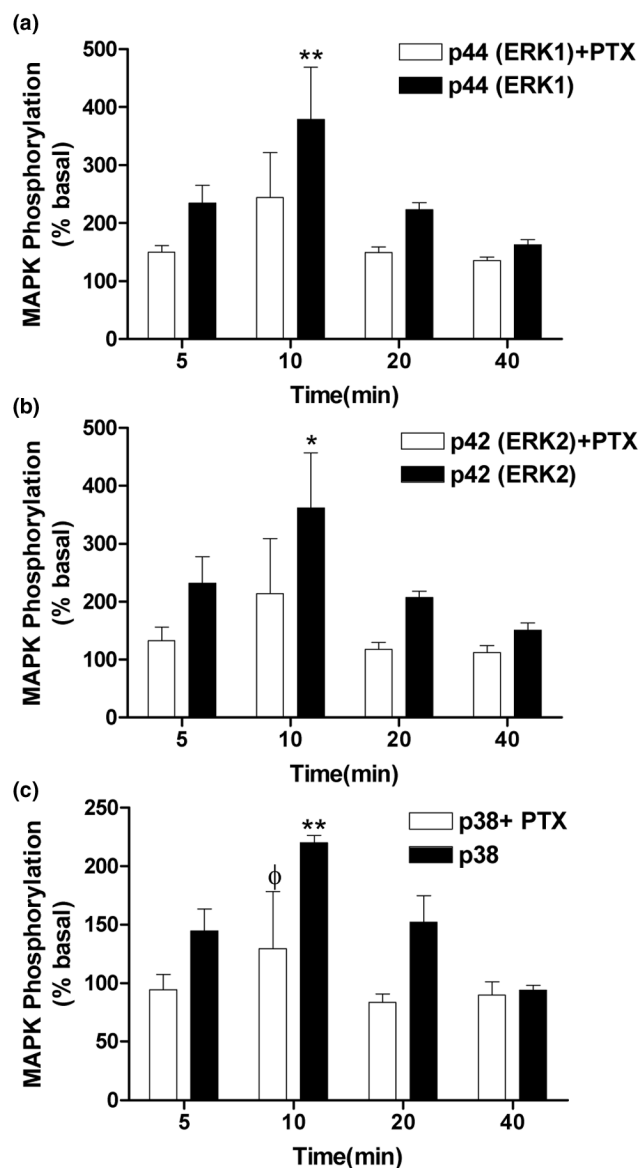 (a)
MAPK Phosphorylation
(% basal)
500
400
300
200
100
0
**
p44 (ERK1)+PTX
p44 (ERK1)
5 10 20 40
Time(min)
(b)
MAPK Phosphorylation
(% basal)
500
400
300
200
100
0
*
p42 (ERK2)+PTX
p42 (ERK2)
5 10 20 40
Time(min)
(c)
MAPK Phosphorylation
(% basal)
250
200
150
100
50
0
ϕ
**
p38+ PTX
p38
5 10 20 40
Time(min)